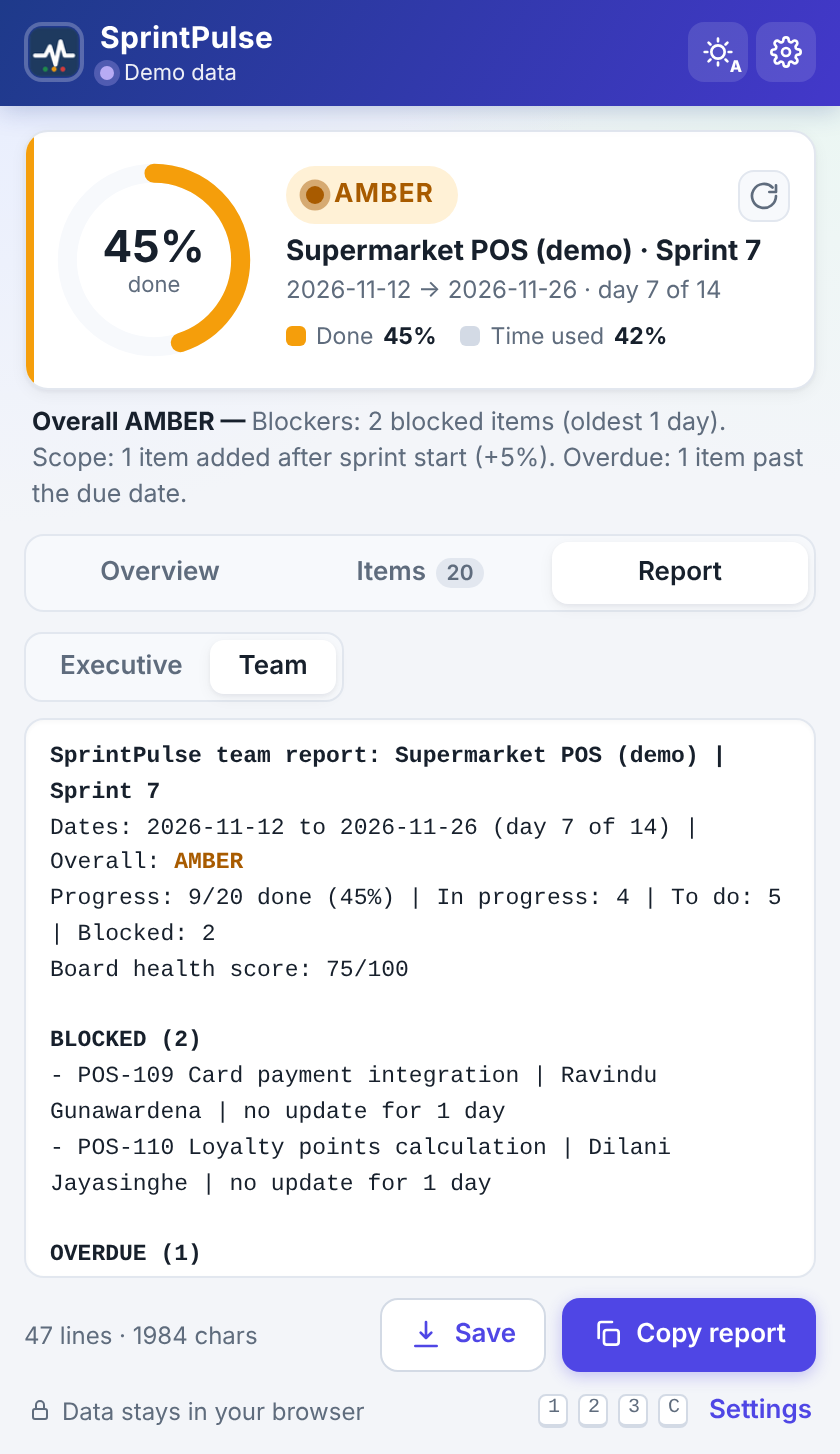 SprintPulse
Demo data
A
45%
done
AMBER
Supermarket POS (demo) · Sprint 7
2026-11-12 → 2026-11-26 · day 7 of 14
Done 45% Time used 42%
Overall AMBER — Blockers: 2 blocked items (oldest 1 day).
Scope: 1 item added after sprint start (+5%). Overdue: 1 item past
the due date.
Overview Items 20 Report
Executive Team
SprintPulse team report: Supermarket POS (demo) |
Sprint 7
Dates: 2026-11-12 to 2026-11-26 (day 7 of 14) |
Overall: AMBER
Progress: 9/20 done (45%) | In progress: 4 | To do: 5
| Blocked: 2
Board health score: 75/100
BLOCKED (2)
- POS-109 Card payment integration | Ravindu
Gunawardena | no update for 1 day
- POS-110 Loyalty points calculation | Dilani
Jayasinghe | no update for 1 day
OVERDUE (1)
47 lines · 1984 chars Save Copy report
Data stays in your browser 1 2 3 C Settings